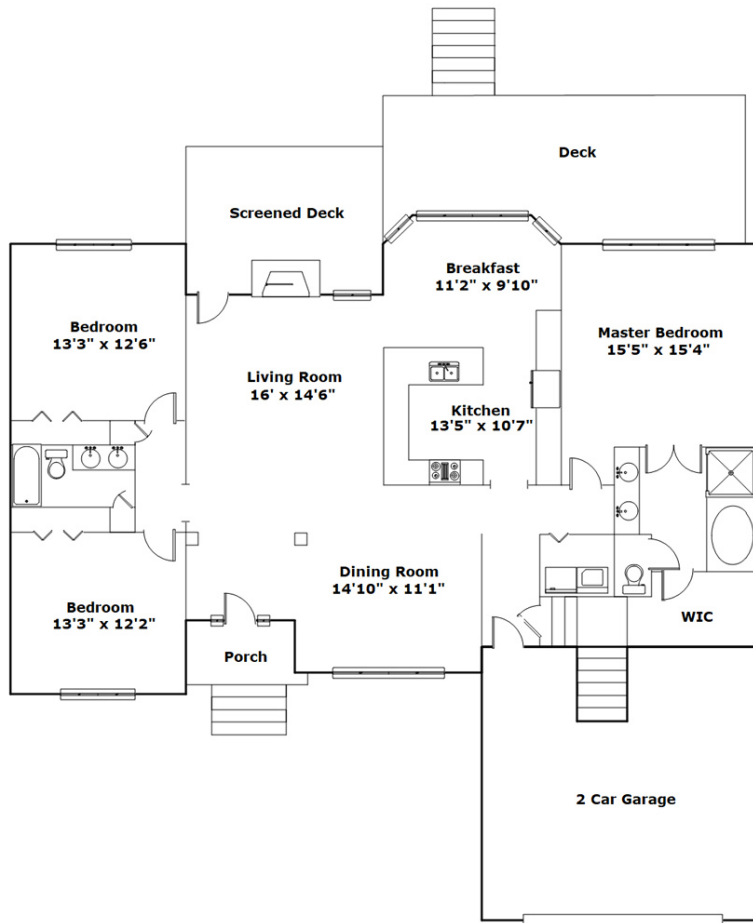 Deck
Screened Deck
Breakfast
11'2" x 9'10"
Bedroom
13'3" x 12'6"
Master Bedroom
15'5" x 15'4"
Living Room
16' x 14'6"
Kitchen
13'5" x 10'7"
Dining Room
14'10" x 11'1"
Bedroom
13'3" x 12'2"
WIC
Porch
2 Car Garage